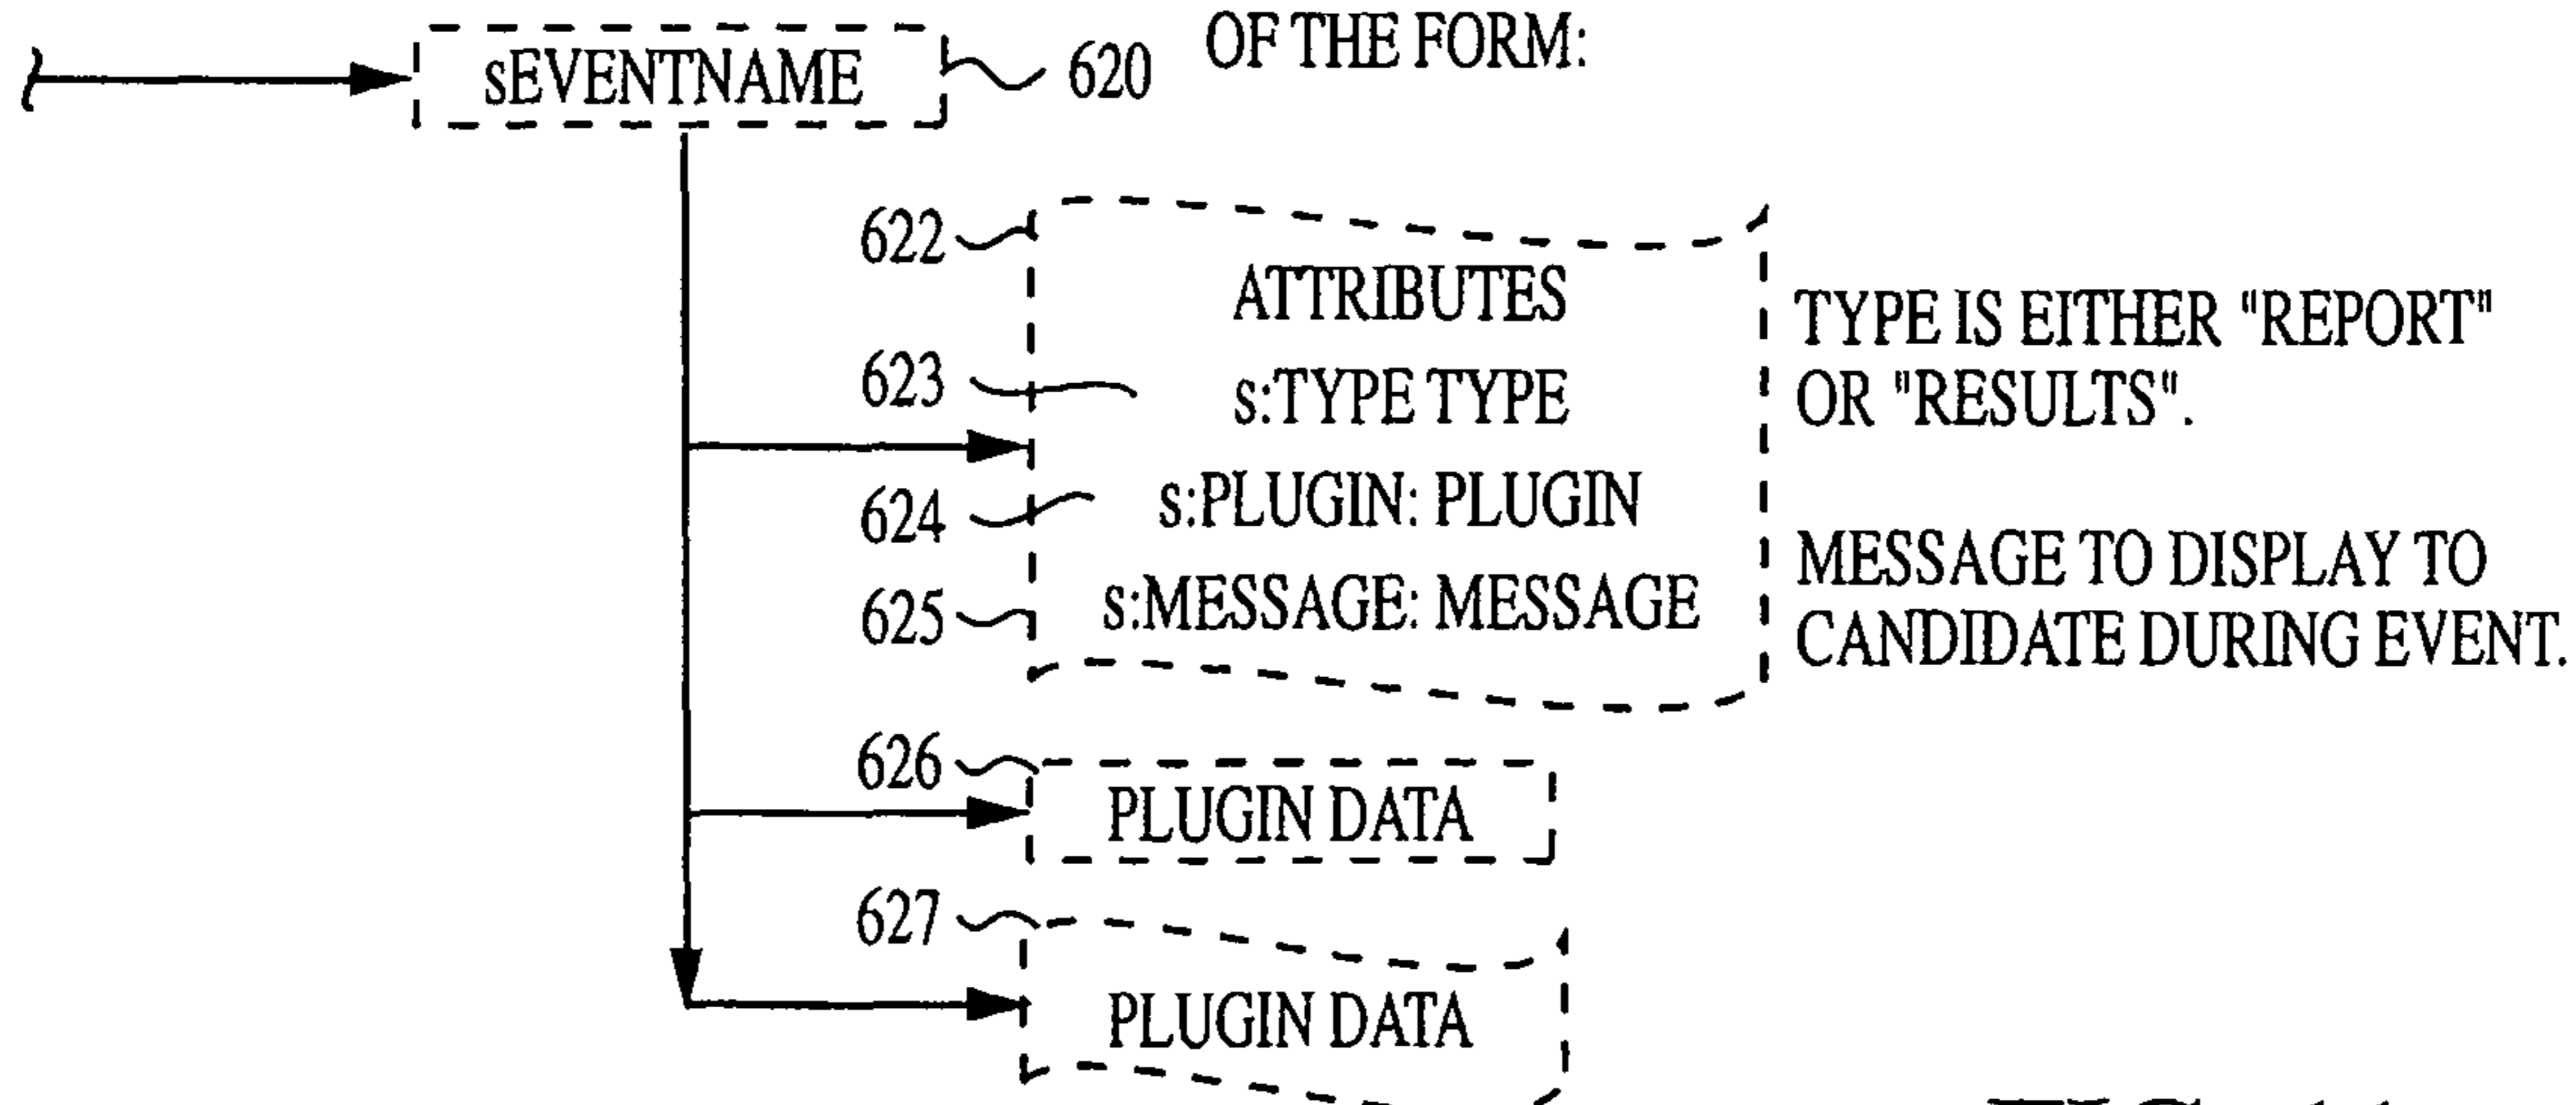 OF THE FORM:
sEVENTNAME
620
622
ATTRIBUTES
TYPE IS EITHER "REPORT"
623
s:TYPE TYPE
OR "RESULTS".
624
s:PLUGIN: PLUGIN
MESSAGE TO DISPLAY TO
625
s:MESSAGE: MESSAGE
CANDIDATE DURING EVENT.
626
PLUGIN DATA
627
PLUGIN DATA